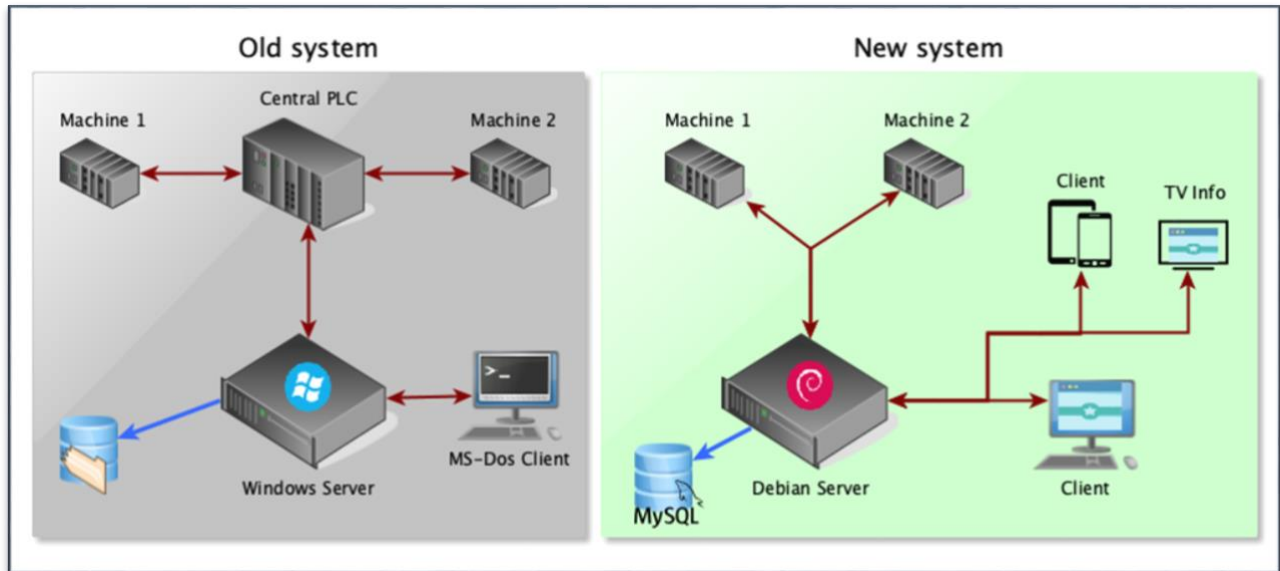 Old system
New system
Central PLC
Machine 1
Machine 2
>_
MS-Dos Client
Windows Server
Machine 1
Machine 2
Client
TV Info
MySQL
Debian Server
Client